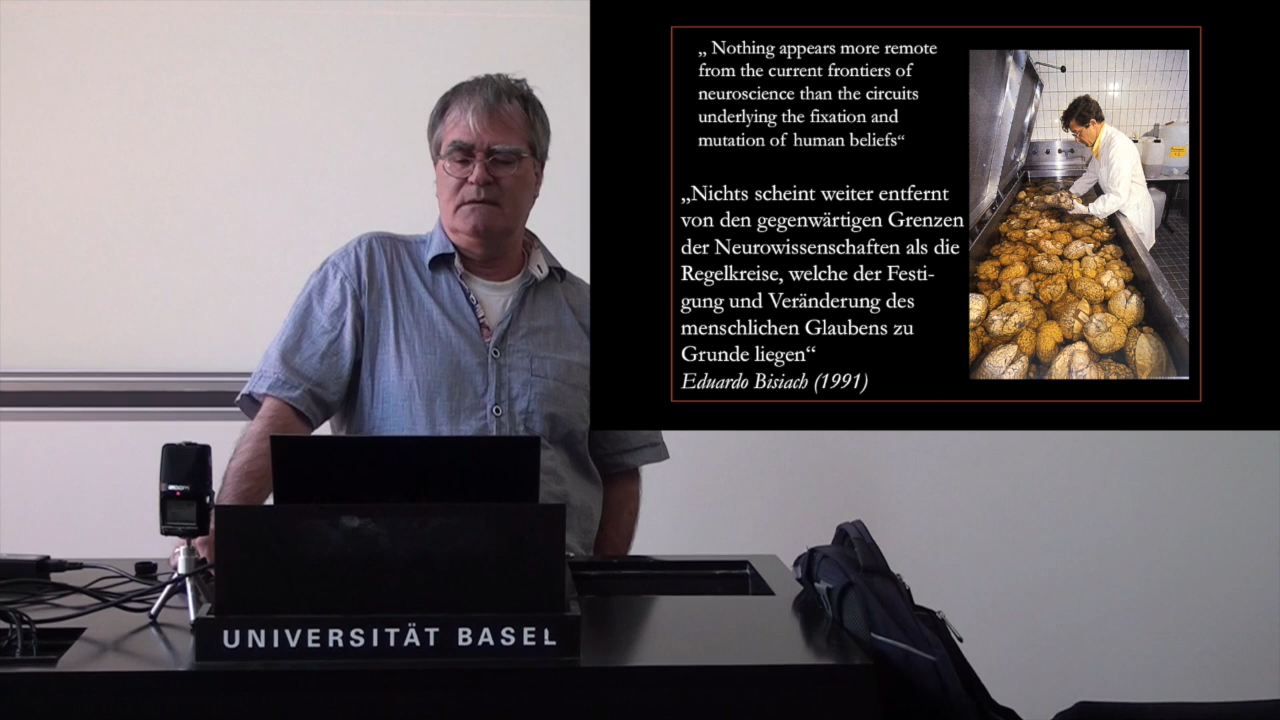 „ Nothing appears more remote
from the current frontiers of
neuroscience than the circuits
underlying the fixation and
mutation of human beliefs“
„Nichts scheint weiter entfernt
von den gegenwärtigen Grenzen
der Neurowissenschaften als die
Regelkreise, welche der Festi-
gung und Veränderung des
menschlichen Glaubens zu
Grunde liegen“
Eduardo Bisiach (1991)
zoom
UNIVERSITÄT BASEL